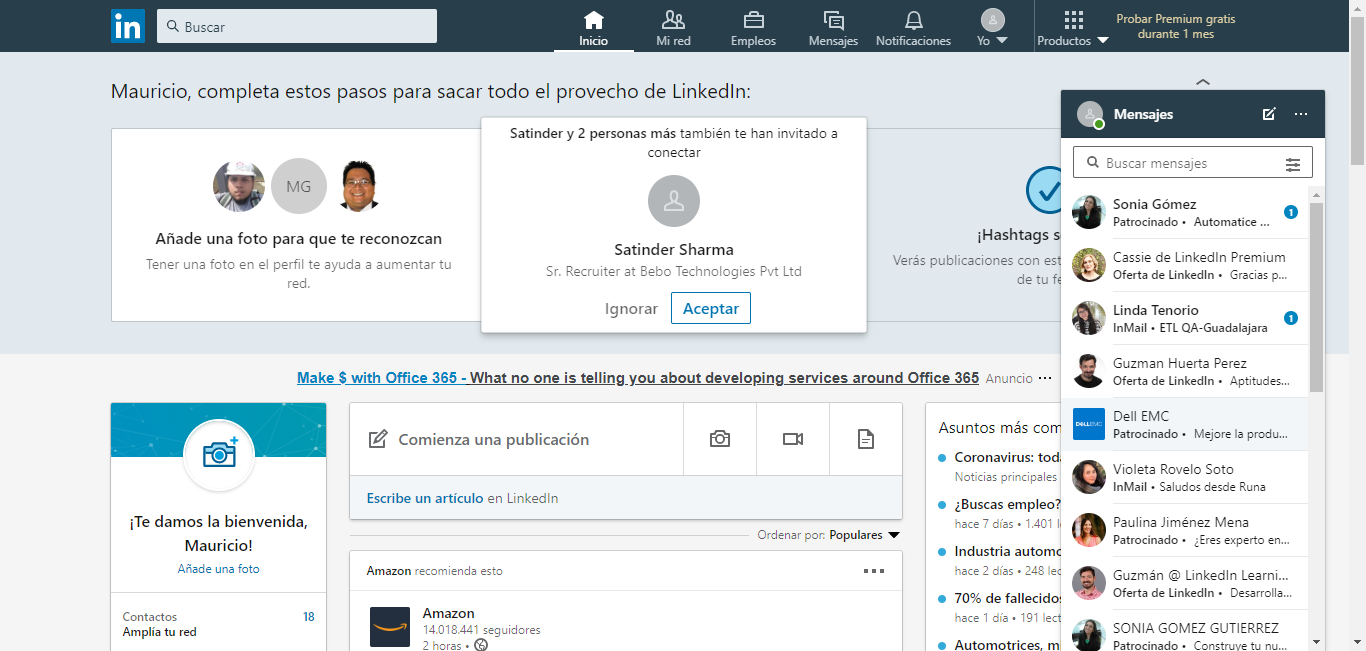 in
Buscar
Inicio
Mi red
Empleos
Mensajes
Notificaciones
Yo
Productos
Probar Premium gratis
durante 1 mes
Mauricio, completa estos pasos para sacar todo el provecho de LinkedIn:
MG
Añade una foto para que te reconozcan
Tener una foto en el perfil te ayuda a aumentar tu
red.
Satinder y 2 personas más también te han invitado a
conectar
Satinder Sharma
Sr. Recruiter at Bebo Technologies Pvt Ltd
Ignorar
Aceptar
¡Hashtags s
Verás publicaciones con est
de tu fe
Make $ with Office 365 - What no one is telling you about developing services around Office 365 Anuncio ...
¡Te damos la bienvenida,
Mauricio!
Añade una foto
Contactos 18
Amplía tu red
Comienza una publicación
Escribe un artículo en LinkedIn
Ordenar por: Populares
Amazon recomienda esto
Amazon
14.018.441 seguidores
2 horas •
Asuntos más com
Coronavirus: toda
Noticias principales
¿Buscas empleo?
hace 7 días • 1.401 l
Industria automo
hace 2 días • 248 lec
70% de fallecidos
hace 1 día • 191 lect
Automotrices, m
Mensajes
Buscar mensajes
Sonia Gómez
Patrocinado • Automatice ...
1
Cassie de LinkedIn Premium
Oferta de LinkedIn • Gracias p...
Linda Tenorio
InMail • ETL QA-Guadalajara
1
Guzman Huerta Perez
Oferta de LinkedIn • Aptitudes...
DELL EMC
Dell EMC
Patrocinado • Mejore la produ...
Violeta Rovelo Soto
InMail • Saludos desde Runa
Paulina Jiménez Mena
Patrocinado • ¿Eres experto en...
Guzmán @ LinkedIn Learni...
Oferta de LinkedIn • Desarrolla...
SONIA GOMEZ GUTIERREZ
Patrocinado • Construye tu nu...